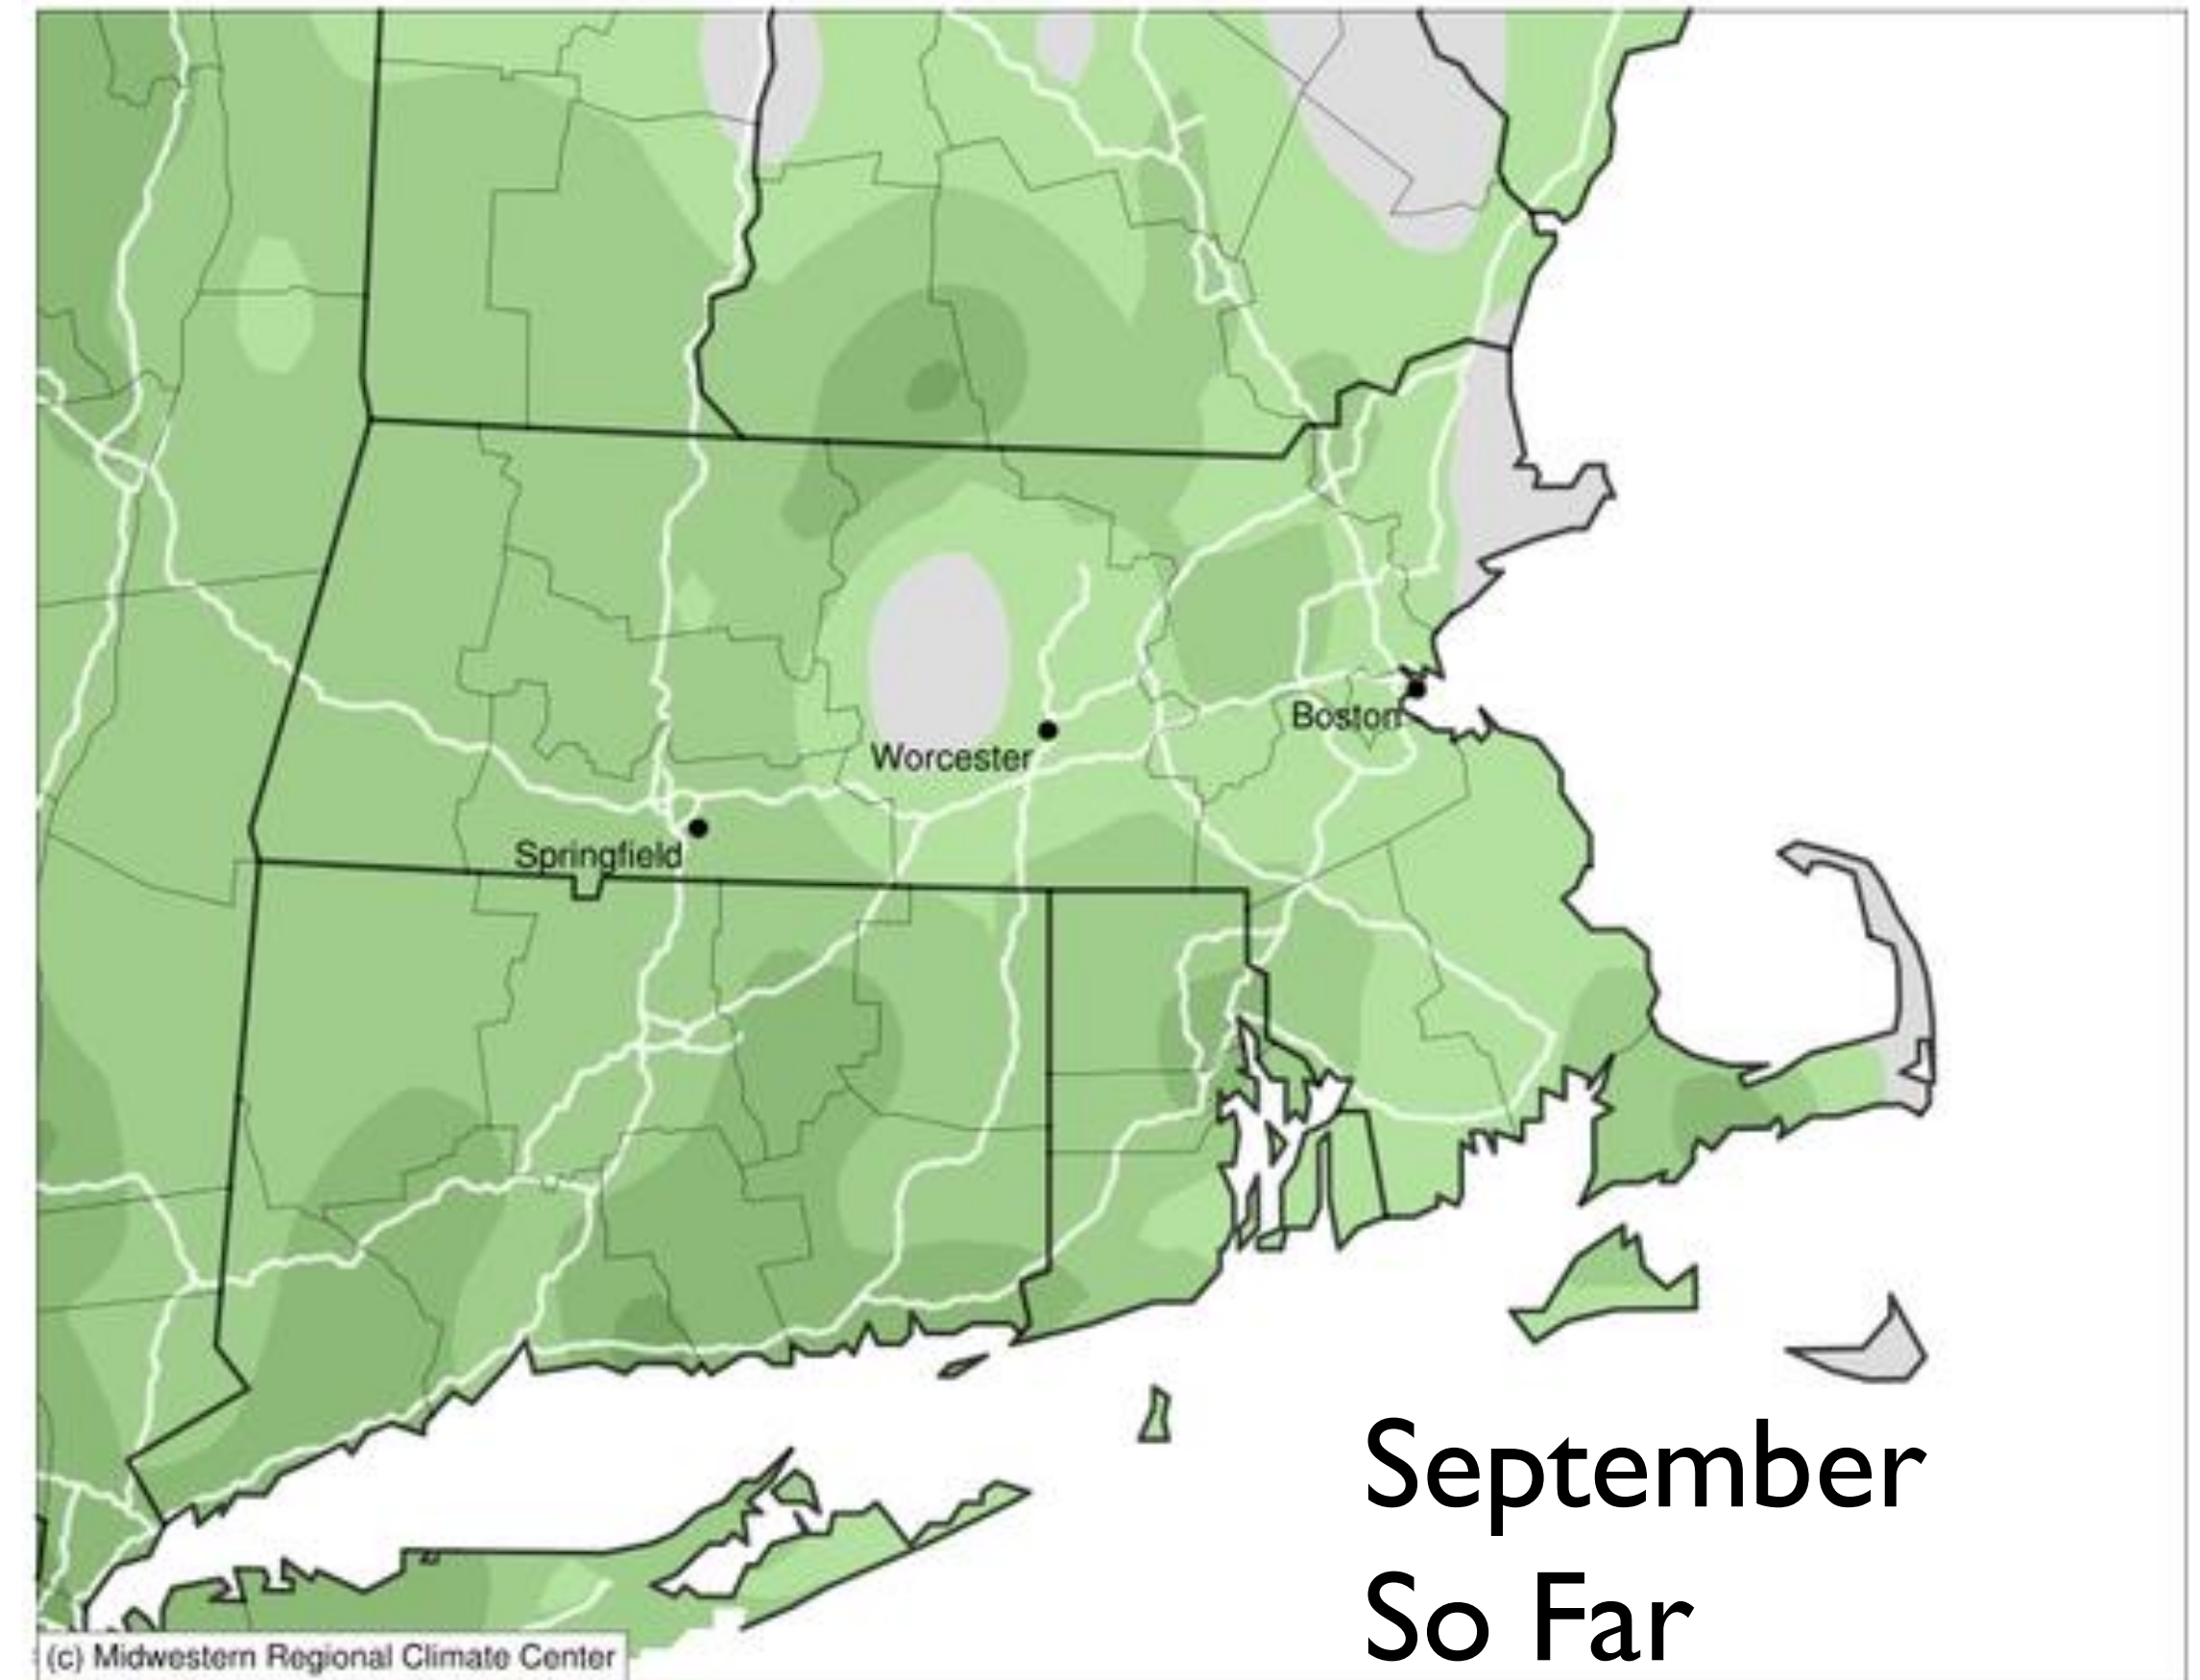 Boston
Worcester
Springfield
September
So Far
(c) Midwestern Regional Climate Center